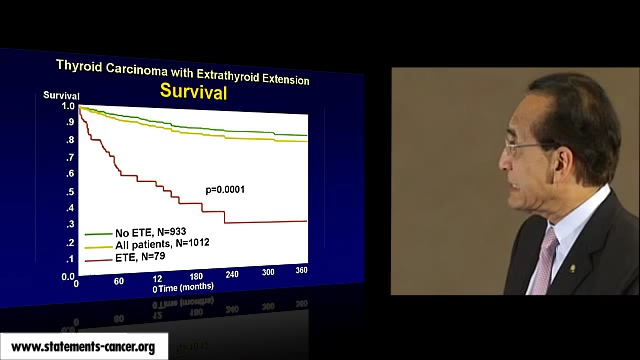 Thyroid Carcinoma with Extrathyroid Extension
Survival
Survival
1.0
.9
.8
.7
.6
.5
.4
.3
.2
.1
0.0
p=0.0001
No ETE, N=933
All patients, N=1012
ETE, N=79
0 60 12 180 240 300 360
0 Time (months)
www.statements-cancer.org